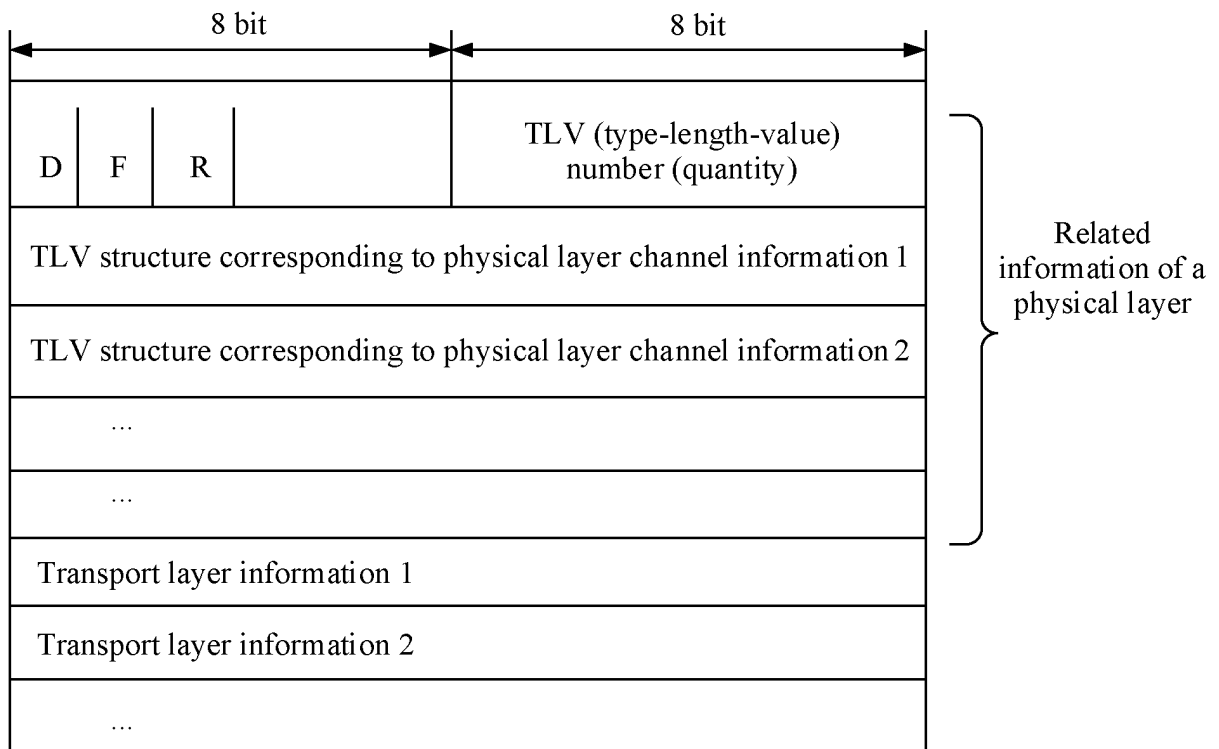 8 bit 8 bit
D F R
TLV (type-length-value)
number (quantity)
TLV structure corresponding to physical layer channel information 1
TLV structure corresponding to physical layer channel information 2
...
...
Related
information of a
physical layer
Transport layer information 1
Transport layer information 2
...